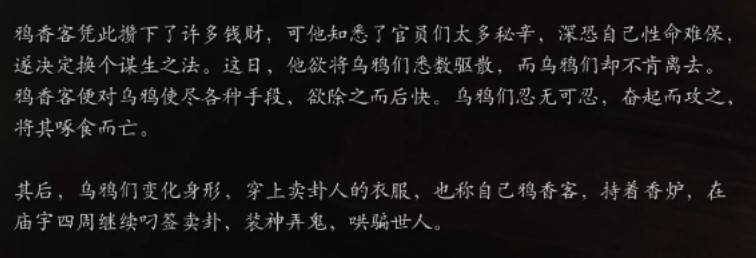 鸦香客凭此攒下了许多钱财，可他知悉了官员们太多秘辛，深恐自己性命难保，
遂决定换个谋生之法。这日，他欲将乌鸦们悉数驱散，而乌鸦们却不肯离去。
鸦香客便对乌鸦使尽各种手段，欲除之而后快。乌鸦们忍无可忍，奋起而攻之，
将其啄食而亡。
其后，乌鸦们变化身形，穿上卖卦人的衣服，也称自己鸦香客，持着香炉，在
庙宇四周继续叼签卖卦，装神弄鬼，哄骗世人。